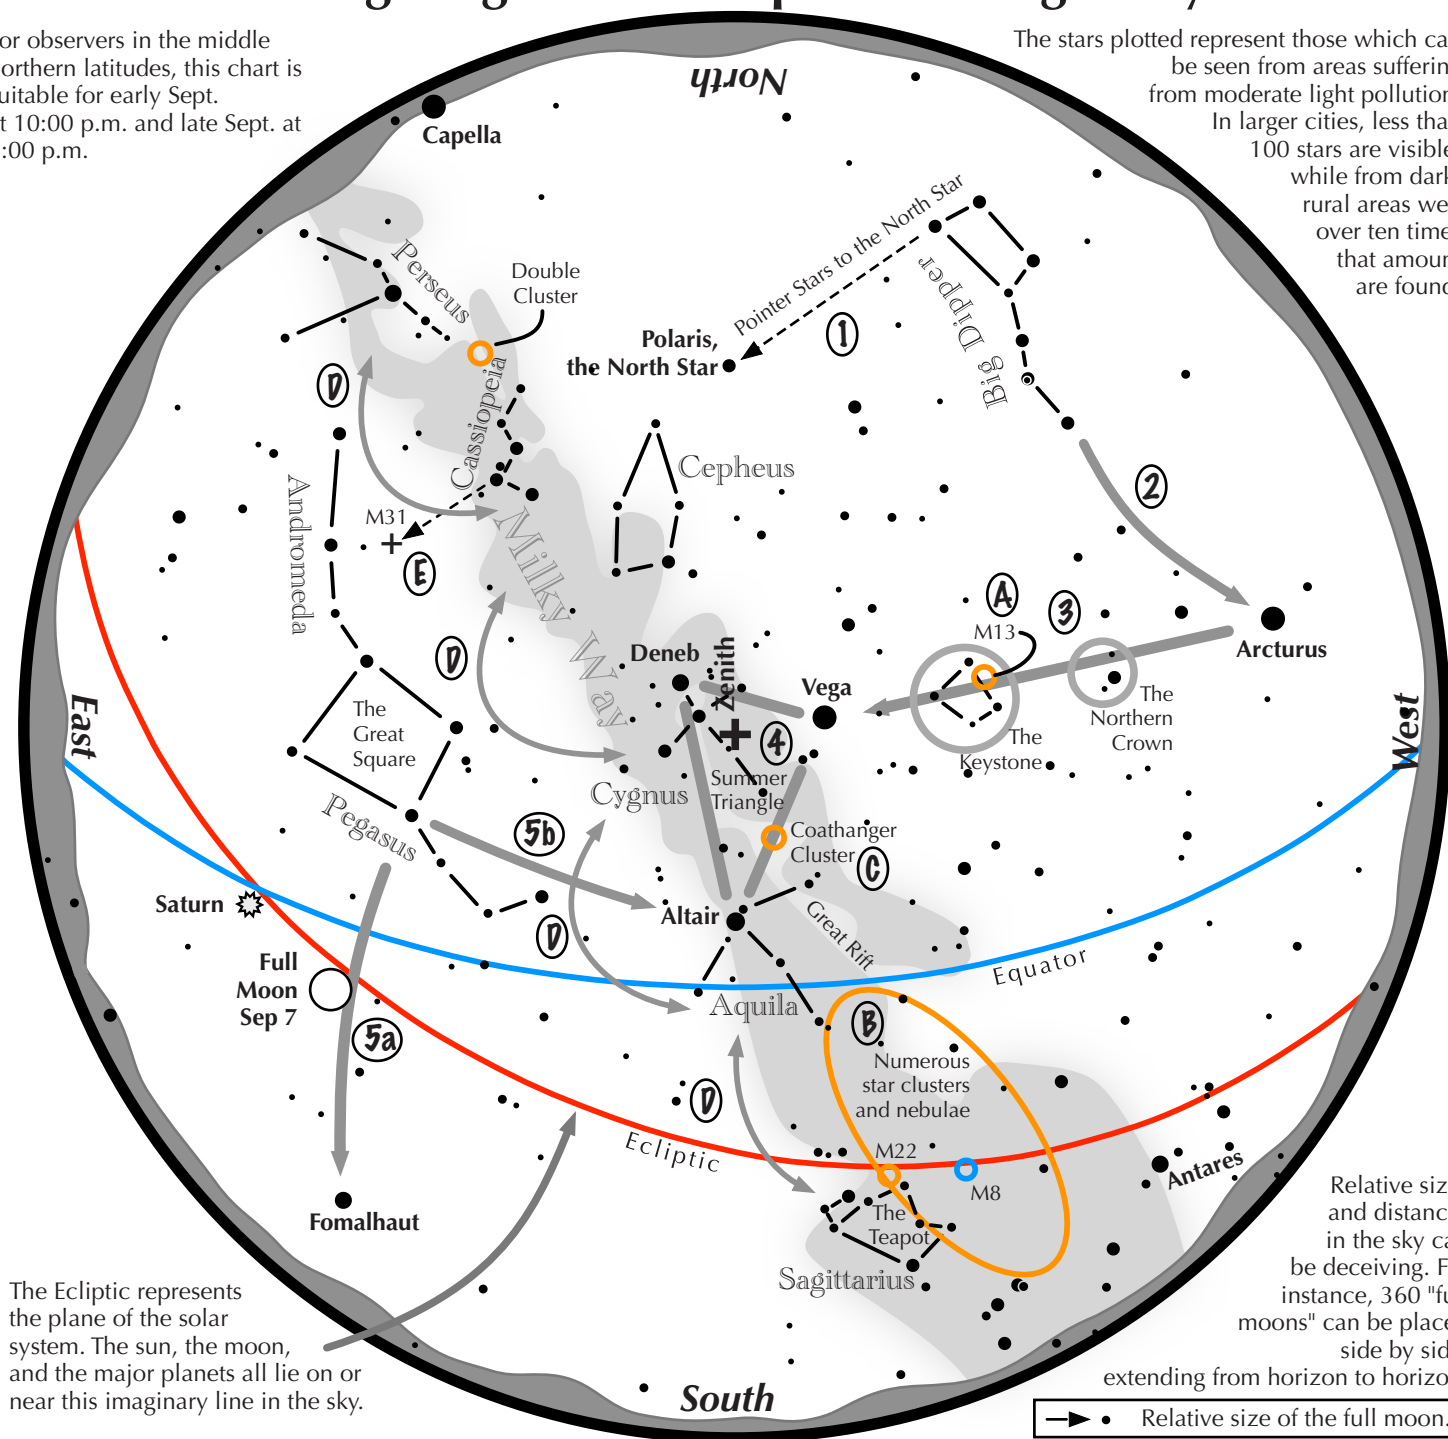 or observers in the middle
orthern latitudes, this chart is
uitable for early Sept.
t 10:00 p.m. and late Sept. at
:00 p.m.
The stars plotted represent those which ca
be seen from areas sufferin
from moderate light pollution
In larger cities, less tha
100 stars are visible
while from dark
rural areas we
over ten time
that amoun
are found
North
Capella
Perseus
Double
Cluster
Pointer Stars to the North Star
1
Big Dipper
Polaris,
the North Star
D
Cassiopeia
Cepheus
2
Andromeda
M31
E
Milky Way
A
3
M13
Arcturus
D
Deneb
Zenith
Vega
The
Northern
Crown
The
Keystone
East
West
The
Great
Square
4
Summer
Triangle
Cygnus
Pegasus
5b
Coathanger
Cluster
C
Saturn
Altair
Great Rift
D
Full
Moon
Sep 7
Equator
Aquila
5a
B
Numerous
star clusters
and nebulae
D
Ecliptic
M22
M8
Antares
Fomalhaut
The
Teapot
Sagittarius
The Ecliptic represents
the plane of the solar
system. The sun, the moon,
and the major planets all lie on or
near this imaginary line in the sky.
Relative siz
and distanc
in the sky ca
be deceiving. F
instance, 360 "fu
moons" can be place
side by sid
extending from horizon to horizo
South
Relative size of the full moon.